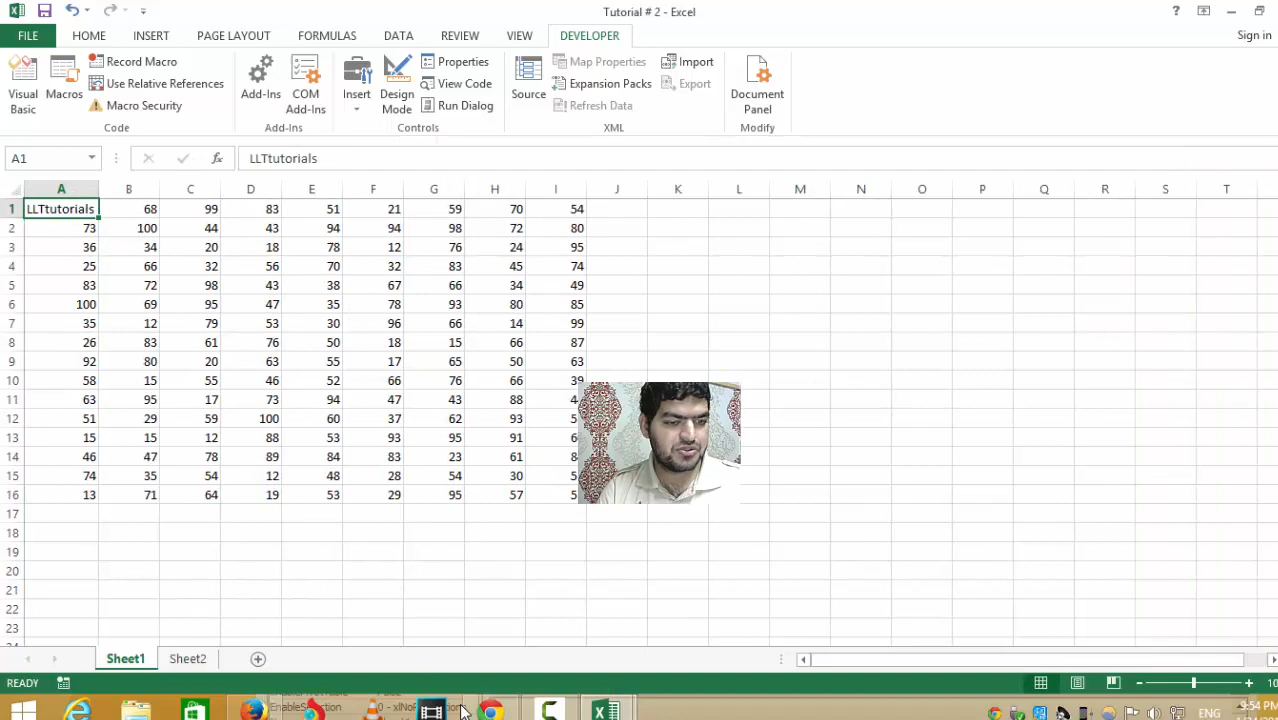 Tutorial # 2 - Excel
FILE HOME INSERT PAGE LAYOUT FORMULAS DATA REVIEW VIEW DEVELOPER Sign in
Visual Basic
Macros
Record Macro
Use Relative References
Macro Security
Code
Add-Ins
COM Add-Ins
Add-Ins
Insert
Design Mode
Properties
View Code
Run Dialog
Controls
Source
Map Properties
Expansion Packs
Refresh Data
Import
Export
XML
Document Panel
Modify
A1 fx LLTtutorials
A B C D E F G H I J K L M N O P Q R S T
1 LLTtutorials 68 99 83 51 21 59 70 54
2 73 100 44 43 94 94 98 72 80
3 36 34 20 18 78 12 76 24 95
4 25 66 32 56 70 32 83 45 74
5 83 72 98 43 38 67 66 34 49
6 100 69 95 47 35 78 93 80 85
7 35 12 79 53 30 96 66 14 99
8 26 83 61 76 50 18 15 66 87
9 92 80 20 63 55 17 65 50 63
10 58 15 55 46 52 66 76 66 39
11 63 95 17 73 94 47 43 88
12 51 29 59 100 60 37 62 93
13 15 15 12 88 53 93 95 91
14 46 47 78 89 84 83 23 61
15 74 35 54 12 48 28 54 30
16 13 71 64 19 53 29 95 57
17
18
19
20
21
22
23
Sheet1 Sheet2
READY
EnableSelection 0 - xlNoR
ENG
9:54 PM